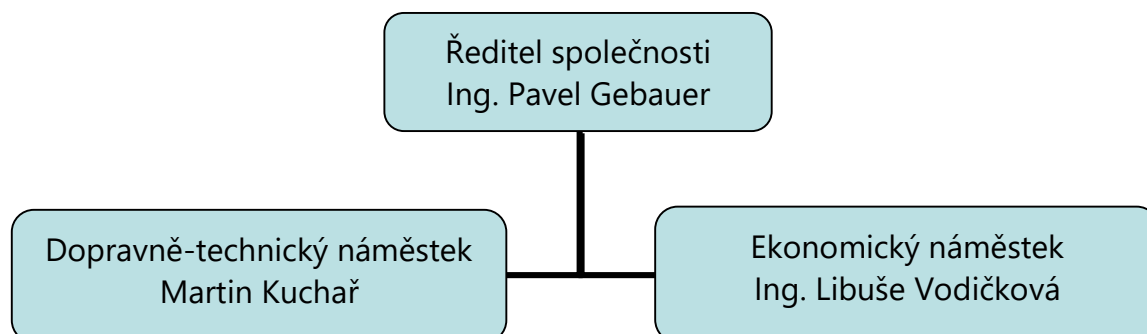 Ředitel společnosti
Ing. Pavel Gebauer
Dopravně-technický náměstek
Martin Kuchař
Ekonomický náměstek
Ing. Libuše Vodičková